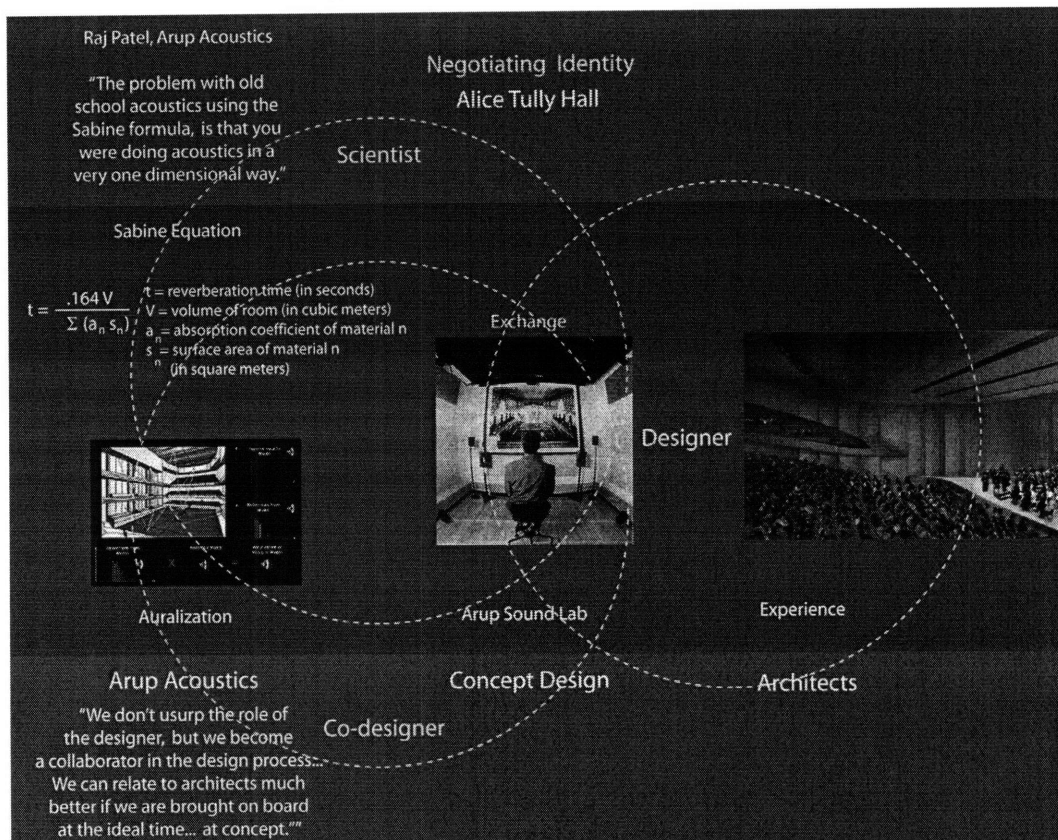 Raj Patel, Arup Acoustics
"The problem with old
school acoustics using the
Sabine formula, is that you
were doing acoustics in a
very one dimensional way."
Negotiating Identity
Alice Tully Hall
Scientist
Sabine Equation
t = .164 V / Σ (aₙ sₙ)
t = reverberation time (in seconds)
V = volume of room (in cubic meters)
aₙ = absorption coefficient of material n
sₙ = surface area of material n
(in square meters)
Exchange
Designer
Auralization
Arup Sound Lab
Experience
Arup Acoustics
Concept Design
Architects
"We don't usurp the role of
the designer, but we become
a collaborator in the design process...
We can relate to architects much
better if we are brought on board
at the ideal time... at concept.""
Co-designer